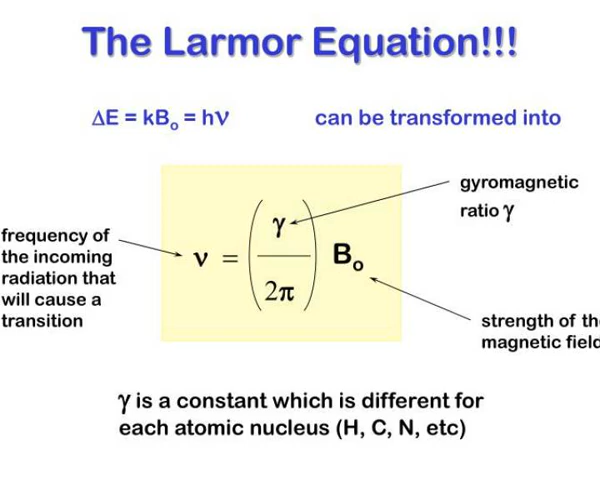 The Larmor Equation!!!
ΔE = kBo = hν can be transformed into
gyromagnetic
ratio γ
frequency of
the incoming
radiation that
will cause a
transition
ν = (γ / 2π) Bo
strength of th
magnetic field
γ is a constant which is different for
each atomic nucleus (H, C, N, etc)